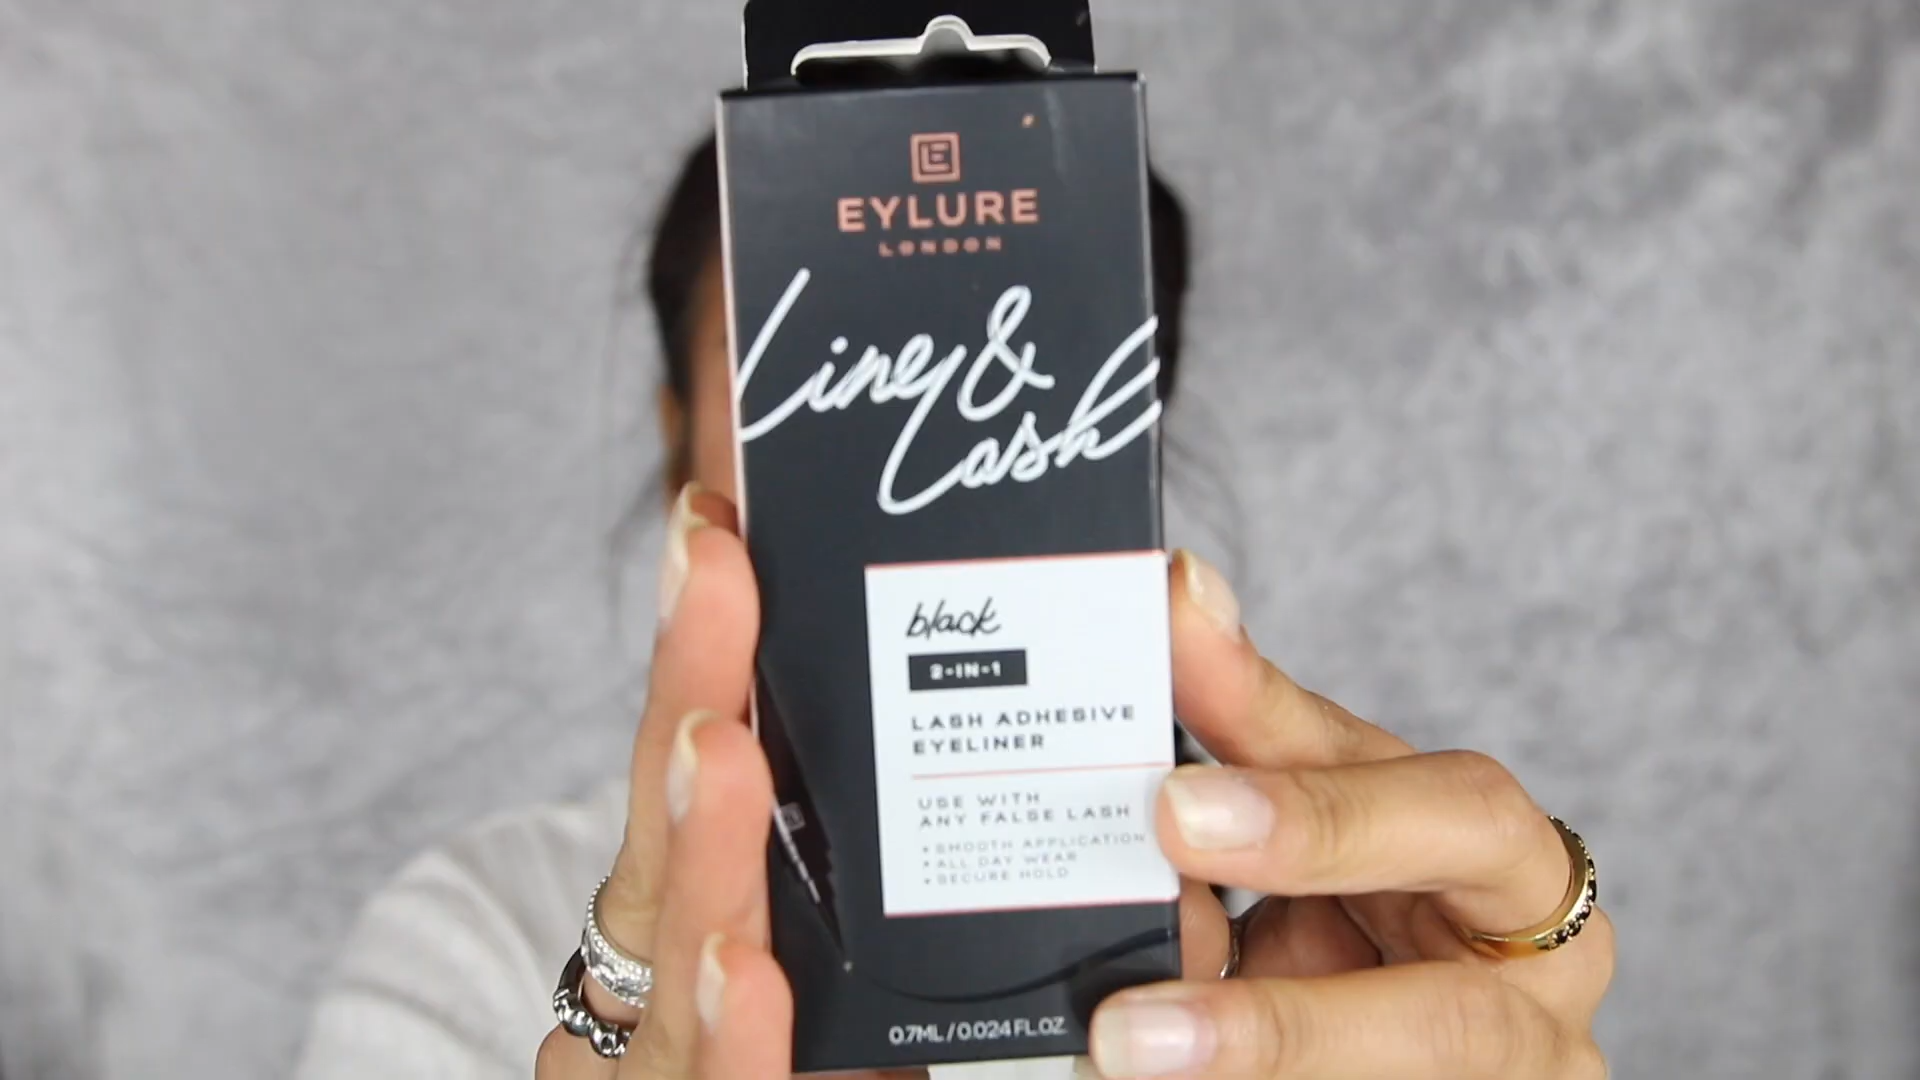 EYLURE
LONDON
Line &
Lash
black
2-IN-1
LASH ADHESIVE
EYELINER
USE WITH
ANY FALSE LASH
• SMOOTH APPLICATION
• ALL DAY WEAR
• SECURE HOLD
0.7ML / 0.024 FL.OZ